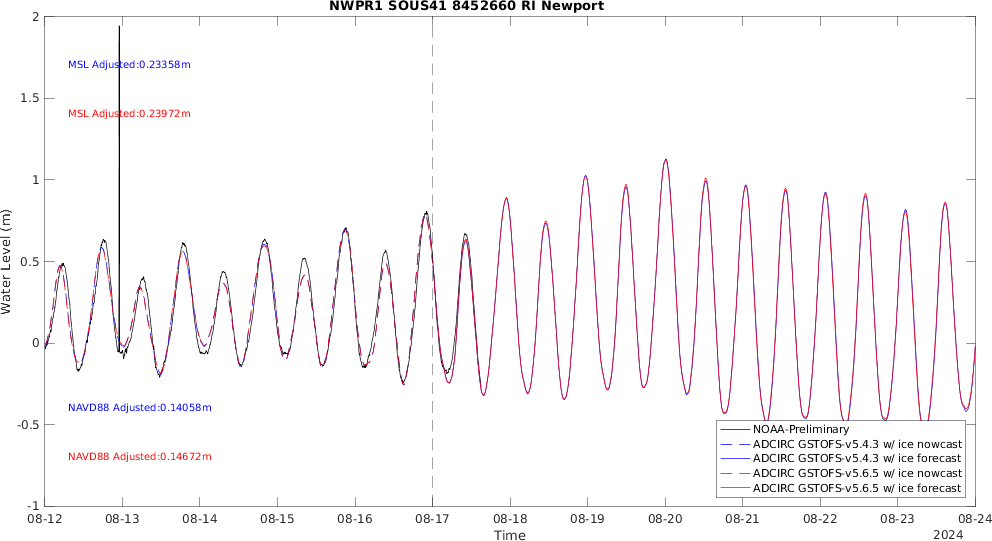 NWPR1 SOUS41 8452660 RI Newport
Water Level (m)
2
1.5
1
0.5
0
-0.5
-1
MSL Adjusted:0.23358m
MSL Adjusted:0.23972m
NAVD88 Adjusted:0.14058m
NAVD88 Adjusted:0.14672m
NOAA-Preliminary
ADCIRC GSTOFS-v5.4.3 w/ ice nowcast
ADCIRC GSTOFS-v5.4.3 w/ ice forecast
ADCIRC GSTOFS-v5.6.5 w/ ice nowcast
ADCIRC GSTOFS-v5.6.5 w/ ice forecast
08-12 08-13 08-14 08-15 08-16 08-17 08-18 08-19 08-20 08-21 08-22 08-23 08-24
Time
2024